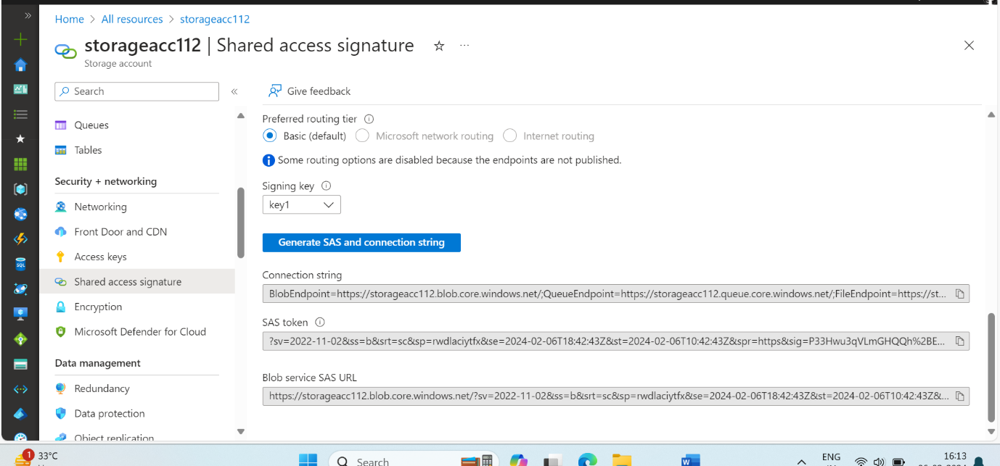 Home > All resources > storageacc112
storageacc112 | Shared access signature
Storage account
Search
Give feedback
Queues
Tables
Security + networking
Networking
Front Door and CDN
Access keys
Shared access signature
Encryption
Microsoft Defender for Cloud
Data management
Redundancy
Data protection
Object replication
Preferred routing tier
Basic (default) Microsoft network routing Internet routing
Some routing options are disabled because the endpoints are not published.
Signing key
key1
Generate SAS and connection string
Connection string
BlobEndpoint=https://storageacc112.blob.core.windows.net/;QueueEndpoint=https://storageacc112.queue.core.windows.net/;FileEndpoint=https://st...
SAS token
?sv=2022-11-02&ss=b&srt=sc&sp=rwdlaciytfx&se=2024-02-06T18:42:43Z&st=2024-02-06T10:42:43Z&spr=https&sig=P33Hwu3qVLmGHQQh%2BE...
Blob service SAS URL
https://storageacc112.blob.core.windows.net/?sv=2022-11-02&ss=b&srt=sc&sp=rwdlaciytfx&se=2024-02-06T18:42:43Z&st=2024-02-06T10:42:43Z&...
SQL
1
33°C
Search
ENG
16:13